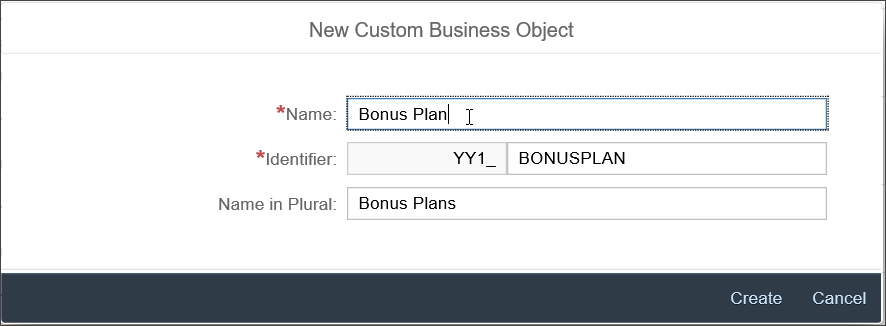 New Custom Business Object
*Name: Bonus Plan
*Identifier: YY1_ BONUSPLAN
Name in Plural: Bonus Plans
Create Cancel